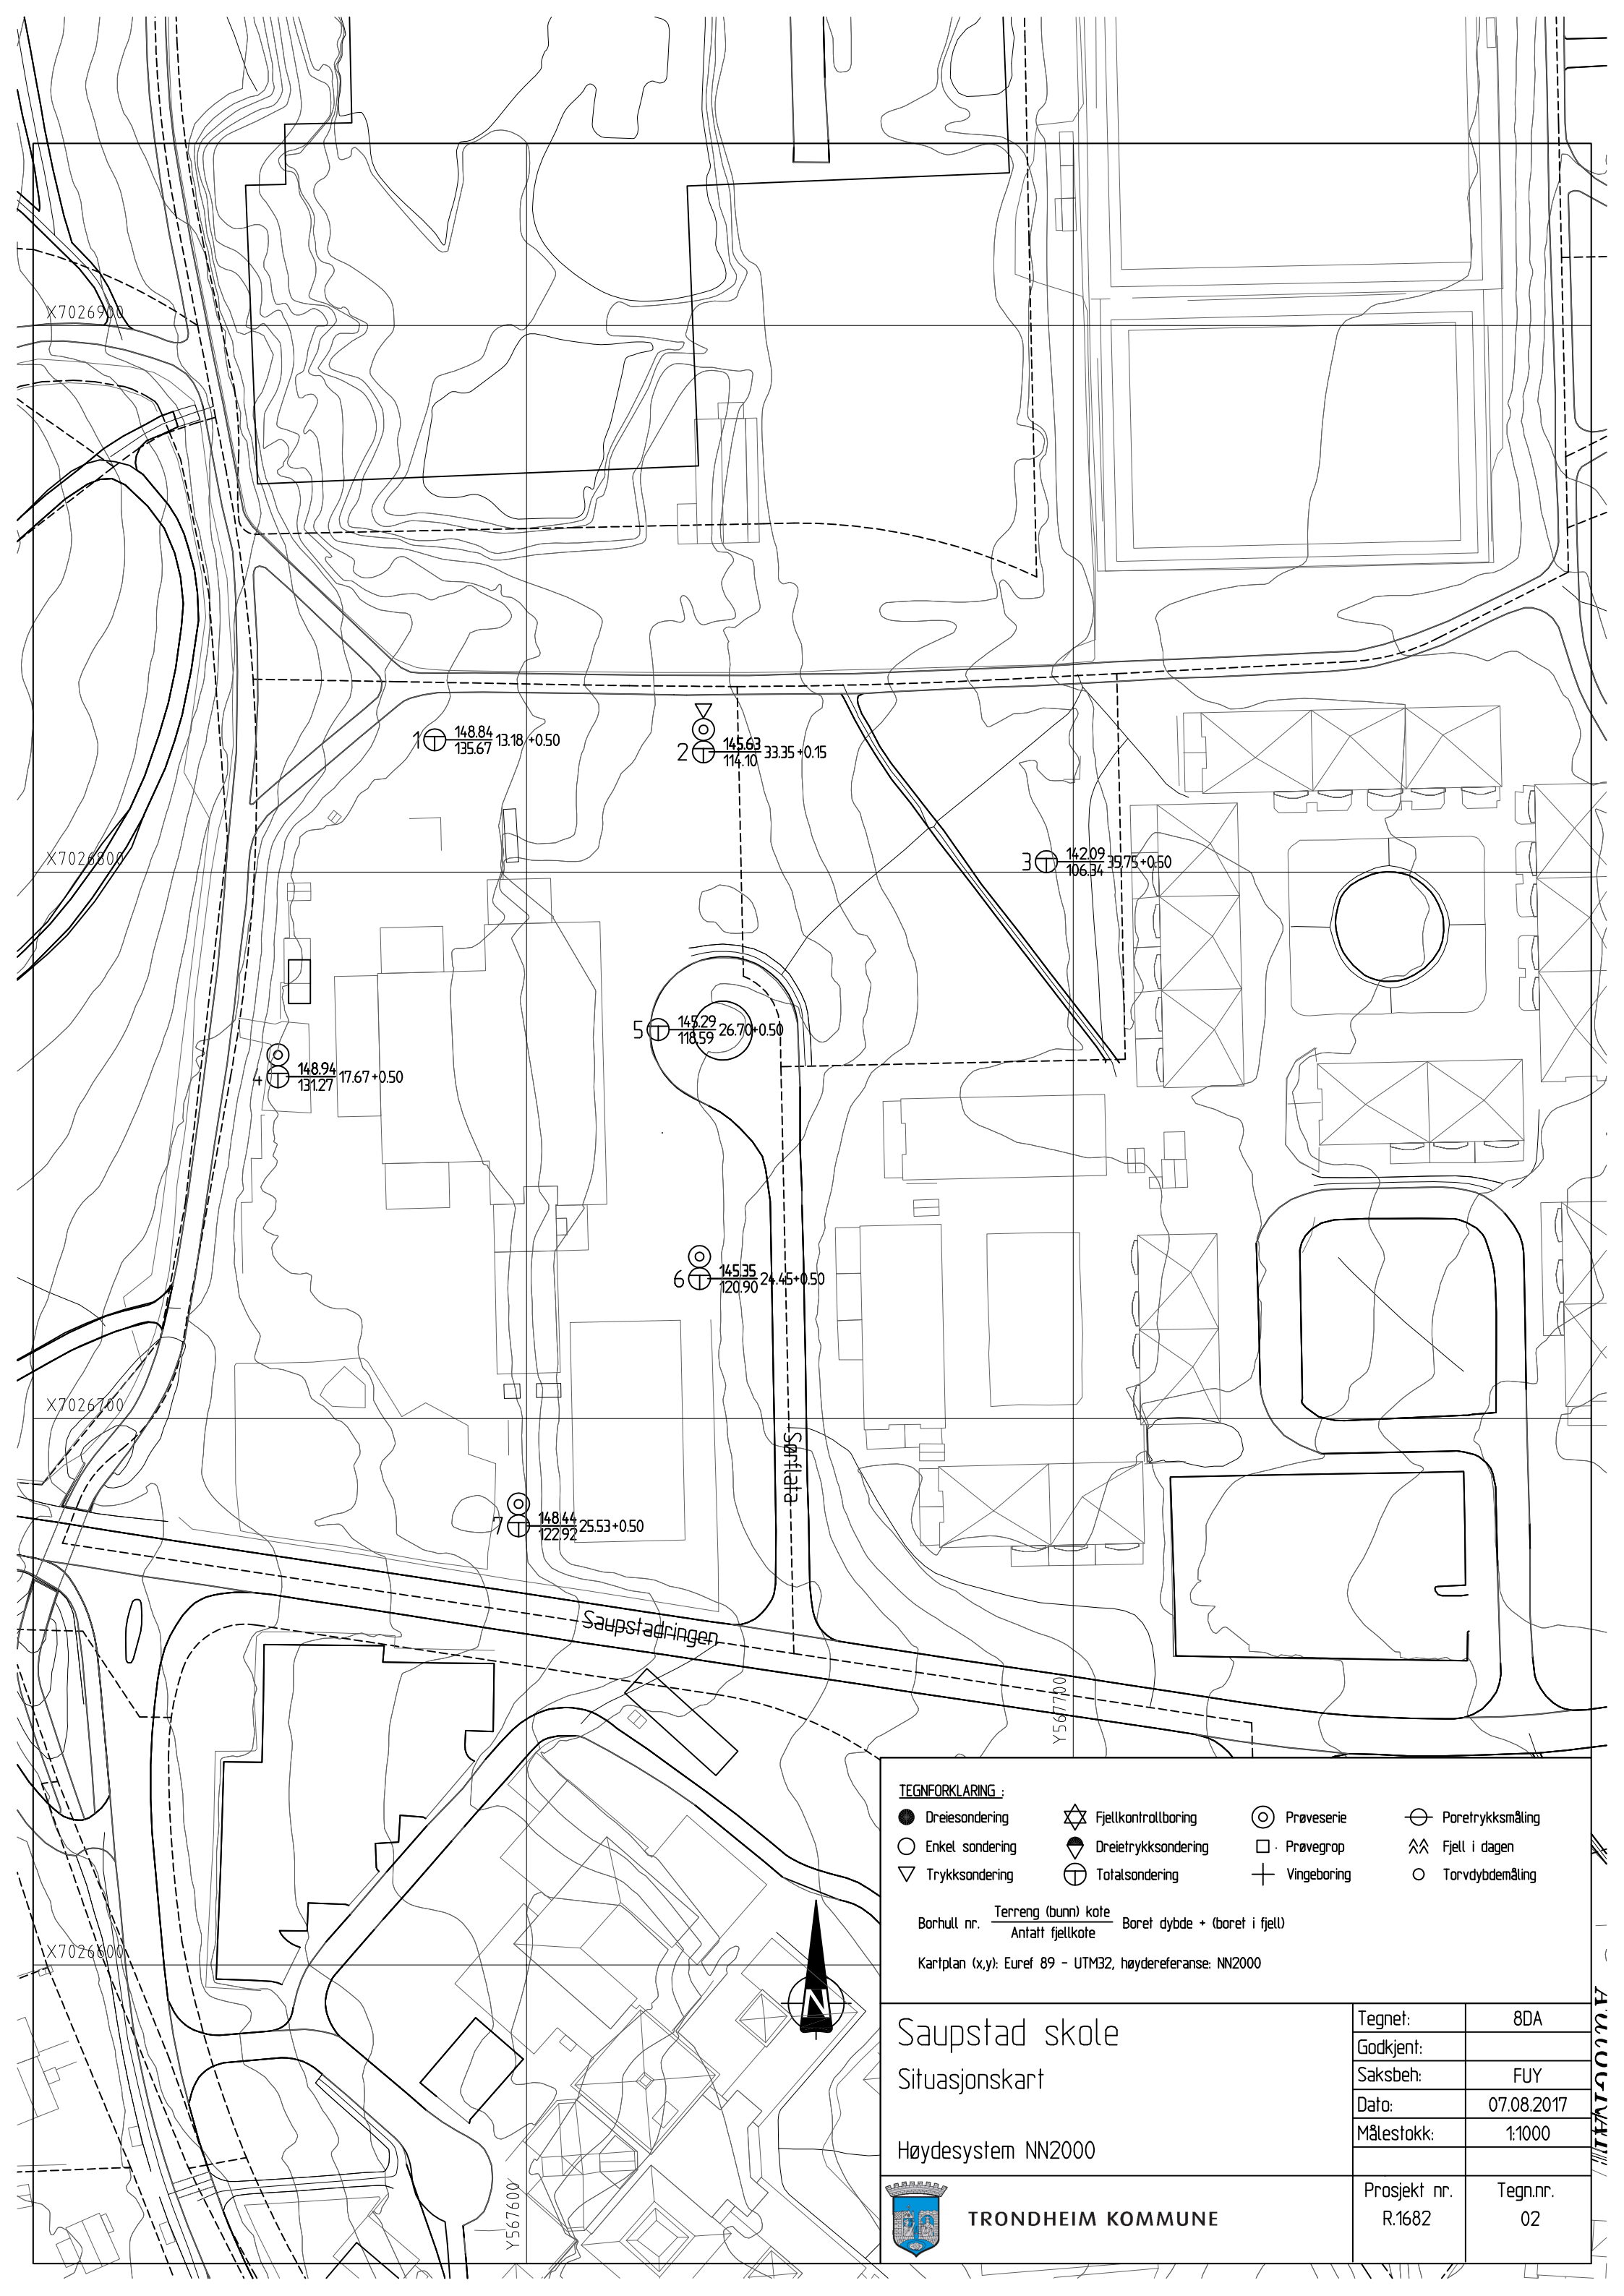 X7026900
1 148.84 13.18 +0.50
135.67
2 145.63 33.35 +0.15
114.10
X7026800
3 142.09 35.75 +0.50
106.34
5 145.29 26.70 +0.50
118.59
4 148.94 17.67 +0.50
131.27
6 145.35 24.45 +0.50
120.90
X7026700
Sørflata
7 148.44 25.53 +0.50
122.92
Saupstadringen
Y567700
X7026600
Y567600
TEGNFORKLARING :
Dreiesondering Fjellkontrollboring Prøveserie Poretrykksmåling
Enkel sondering Dreietrykksondering Prøvegrop Fjell i dagen
Trykksondering Totalsondering Vingeboring Torvdybdemåling
Borhull nr. Terreng (bunn) kote Boret dybde + (boret i fjell)
Antatt fjellkote
Kartplan (x,y): Euref 89 - UTM32, høydereferanse: NN2000
N
Saupstad skole
Situasjonskart
Høydesystem NN2000
Tegnet: 8DA
Godkjent:
Saksbeh: FUY
Dato: 07.08.2017
Målestokk: 1:1000
TRONDHEIM KOMMUNE
Prosjekt nr. Tegn.nr.
R.1682 02